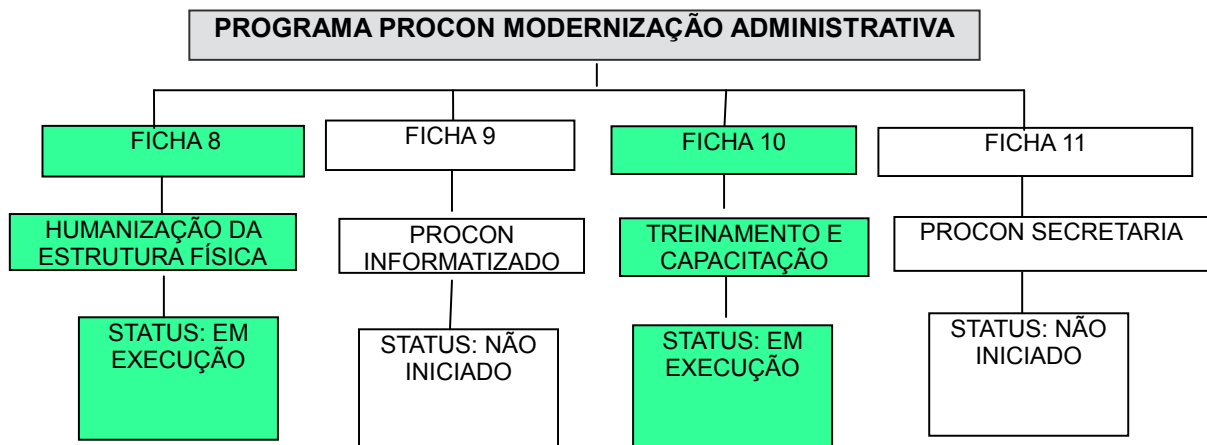 PROGRAMA PROCON MODERNIZAÇÃO ADMINISTRATIVA
FICHA 8
HUMANIZAÇÃO DA
ESTRUTURA FÍSICA
STATUS: EM
EXECUÇÃO
FICHA 9
PROCON
INFORMATIZADO
STATUS: NÃO
INICIADO
FICHA 10
TREINAMENTO E
CAPACITAÇÃO
STATUS: EM
EXECUÇÃO
FICHA 11
PROCON SECRETARIA
STATUS: NÃO
INICIADO